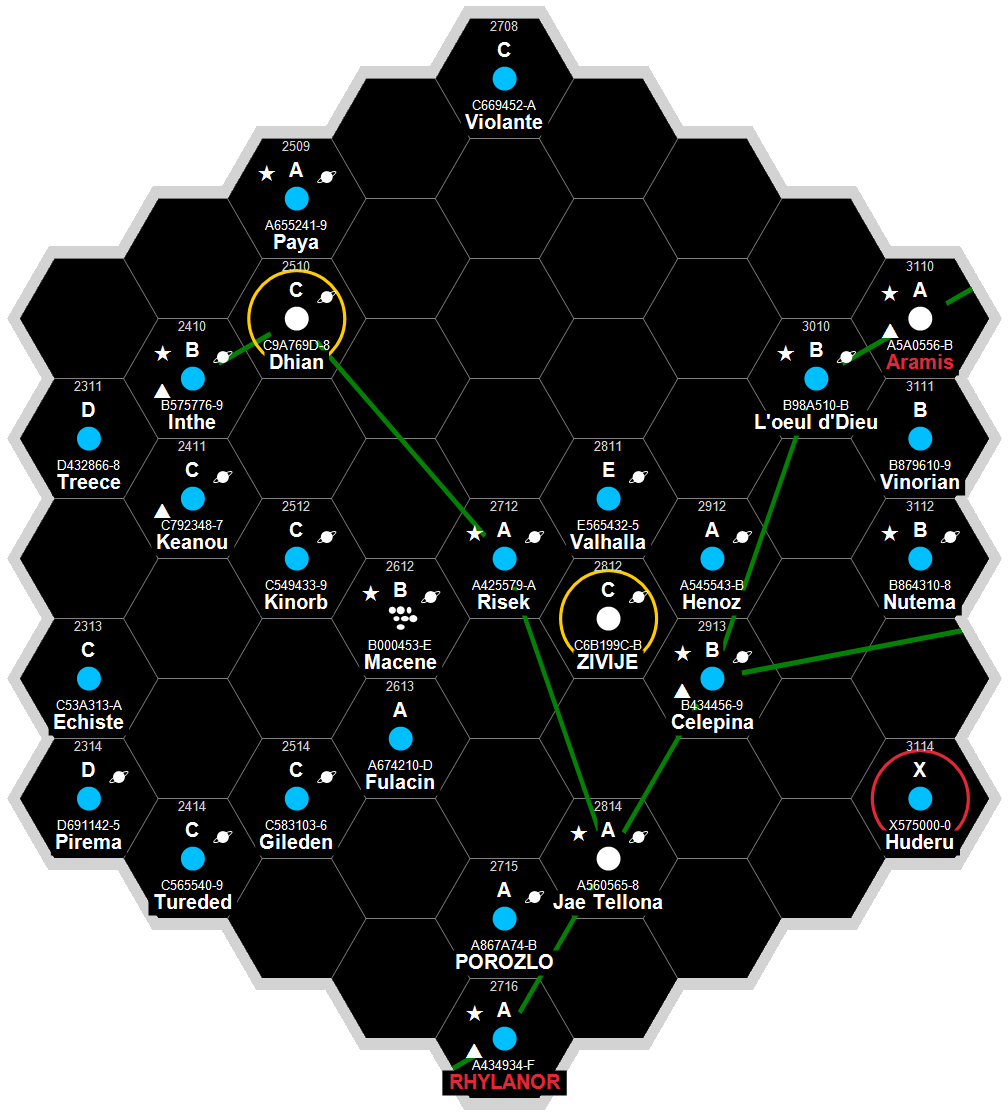 2708
C
C669452-A
Violante
2509
A
A655241-9
Paya
2510
C
C9A769D-8
Dhian
3110
A
A5A0556-B
Aramis
2410
B
B575776-9
Inthe
3010
B
B98A510-B
L'oeul d'Dieu
2311
D
D432866-8
Treece
3111
B
B879610-9
Vinorian
2411
C
C792348-7
Keanou
2811
E
E565432-5
Valhalla
2512
C
C549433-9
Kinorb
2712
A
A425579-A
Risek
2912
A
A545543-B
Henoz
3112
B
B864310-8
Nutema
2612
B
B000453-E
Macene
2812
C
C6B199C-B
ZIVIJE
2313
C
C53A313-A
Echiste
2913
B
B434456-9
Celepina
2613
A
A674210-D
Fulacin
2314
D
D691142-5
Pirema
2514
C
C583103-6
Gileden
3114
X
X575000-0
Huderu
2414
C
C565540-9
Tureded
2814
A
A560565-8
Jae Tellona
2715
A
A867A74-B
POROZLO
2716
A
A434934-F
RHYLANOR